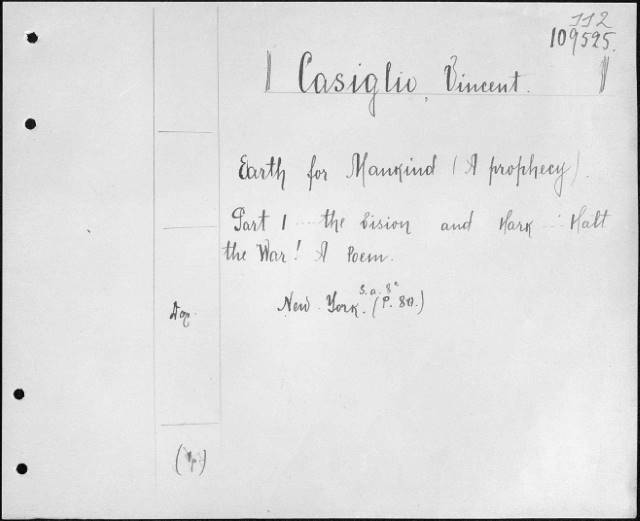 112
109525.
Casiglio, Vincent.
Earth for Mankind (A prophecy).
Part I ... the Vision and Hark ... Halt
the War! A Poem.
s.a. 8°
New York. (P. 80.)
Dop.